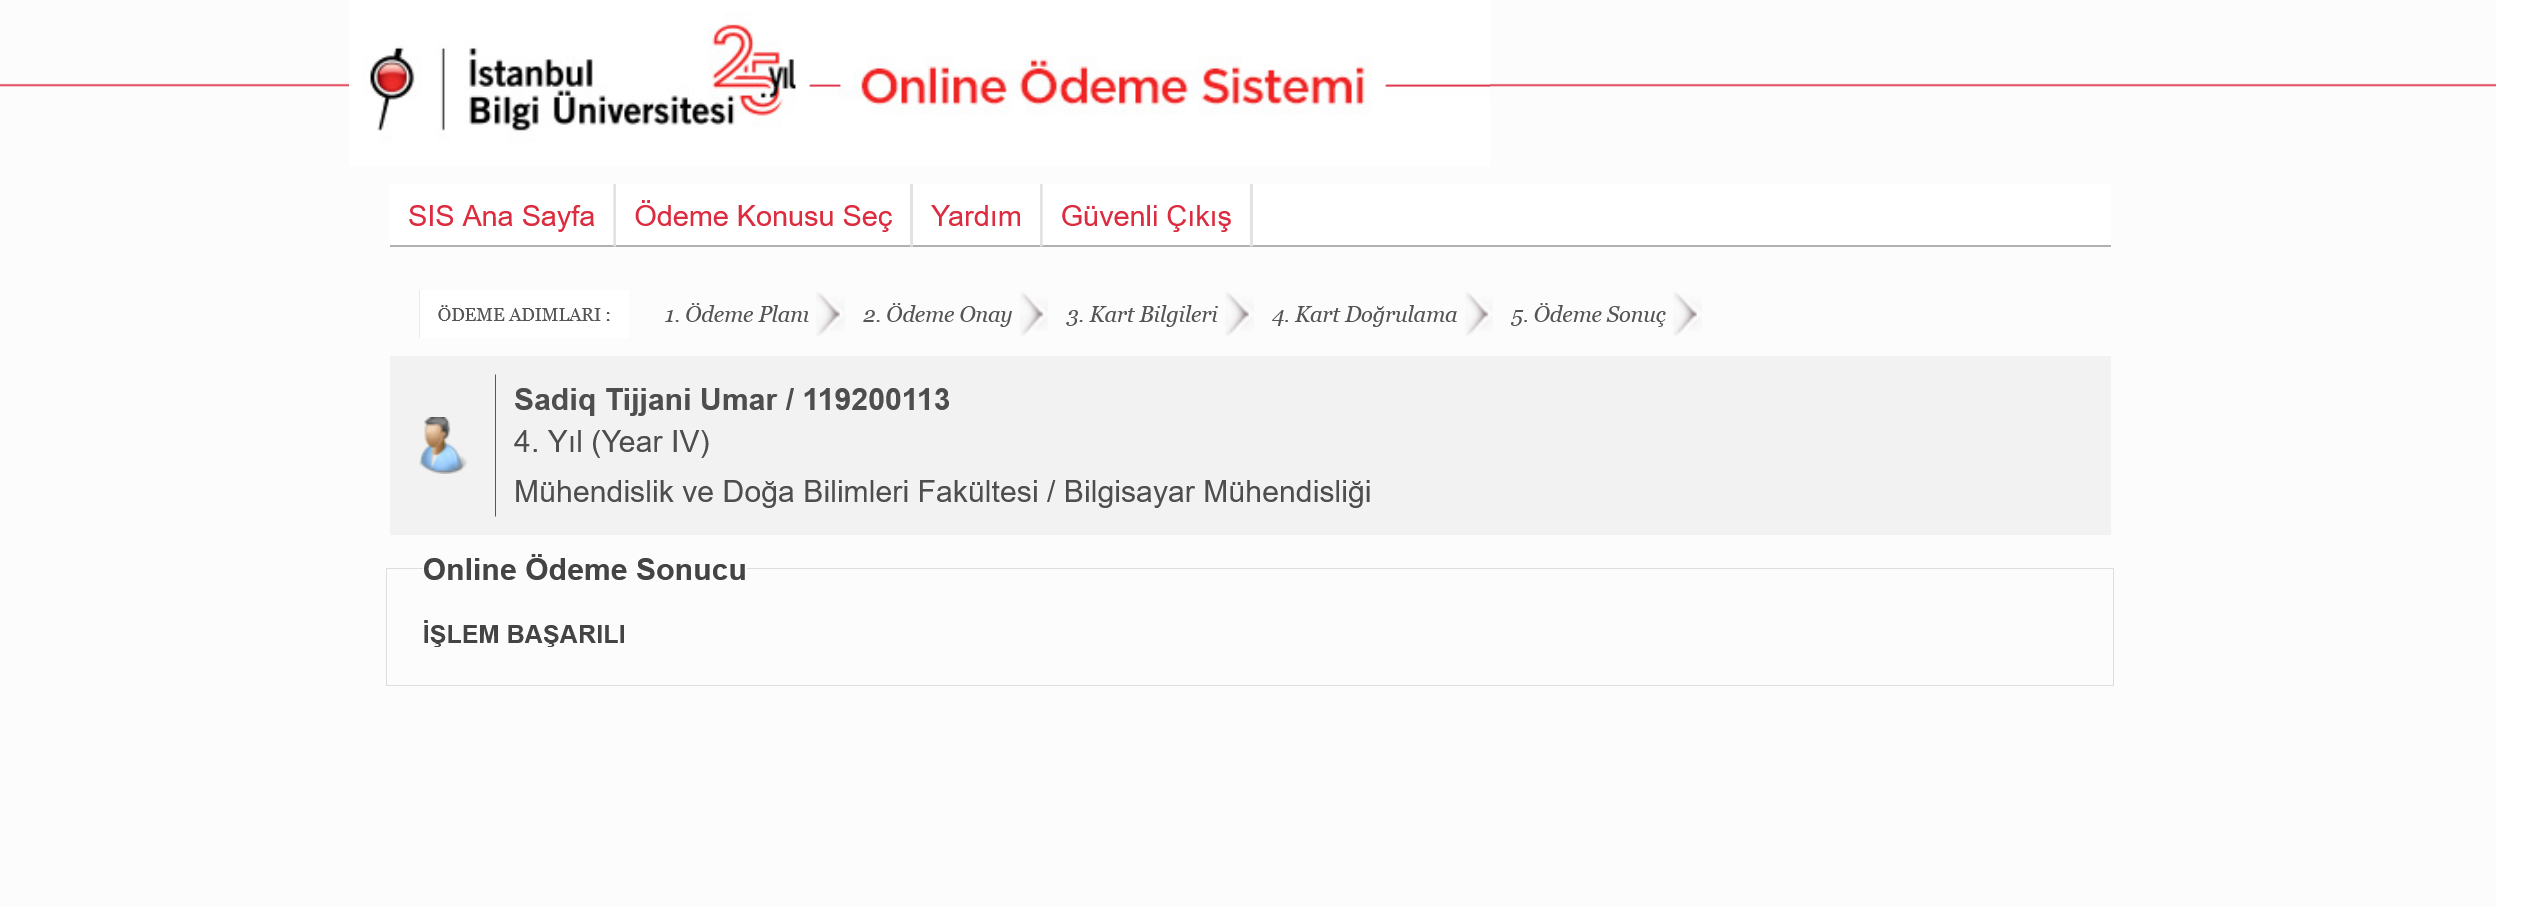 İstanbul
Bilgi Üniversitesi
25.yıl
Online Ödeme Sistemi
SIS Ana Sayfa Ödeme Konusu Seç Yardım Güvenli Çıkış
ÖDEME ADIMLARI : 1. Ödeme Planı 2. Ödeme Onay 3. Kart Bilgileri 4. Kart Doğrulama 5. Ödeme Sonuç
Sadiq Tijjani Umar / 119200113
4. Yıl (Year IV)
Mühendislik ve Doğa Bilimleri Fakültesi / Bilgisayar Mühendisliği
Online Ödeme Sonucu
İŞLEM BAŞARILI